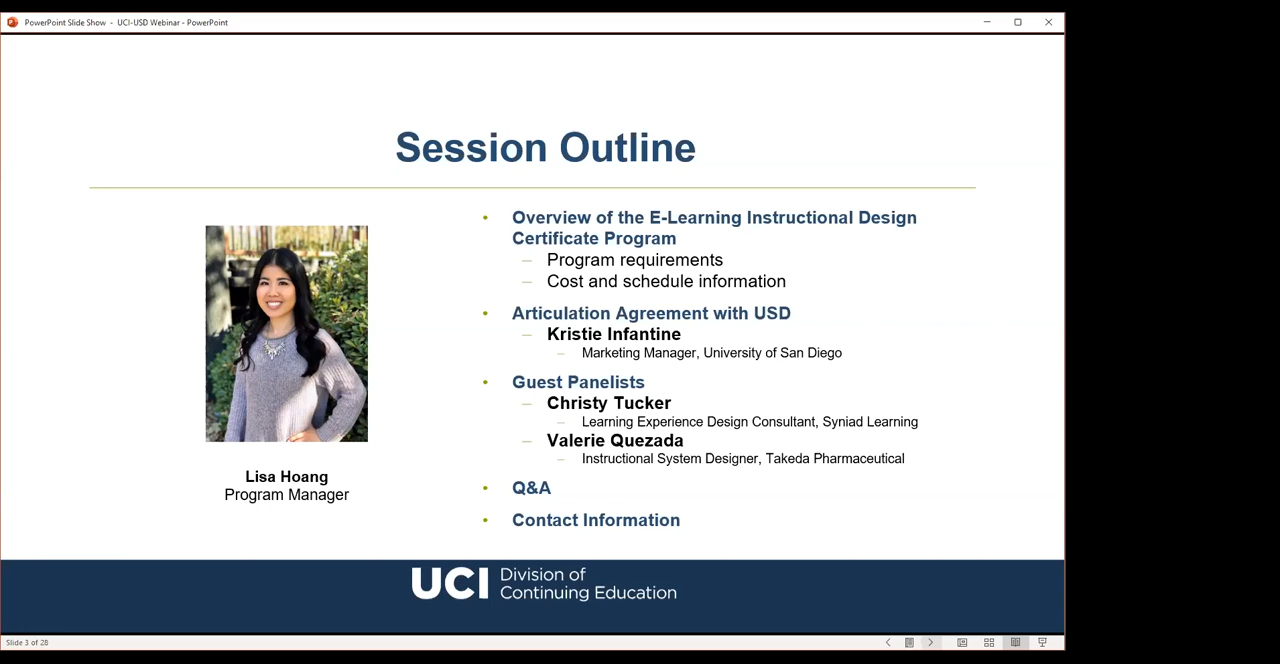 PowerPoint Slide Show - UCI-USD Webinar - PowerPoint
Session Outline
• Overview of the E-Learning Instructional Design
Certificate Program
– Program requirements
– Cost and schedule information
• Articulation Agreement with USD
– Kristie Infantine
– Marketing Manager, University of San Diego
• Guest Panelists
– Christy Tucker
– Learning Experience Design Consultant, Syniad Learning
– Valerie Quezada
– Instructional System Designer, Takeda Pharmaceutical
• Q&A
• Contact Information
Lisa Hoang
Program Manager
UCI Division of
Continuing Education
Slide 3 of 28